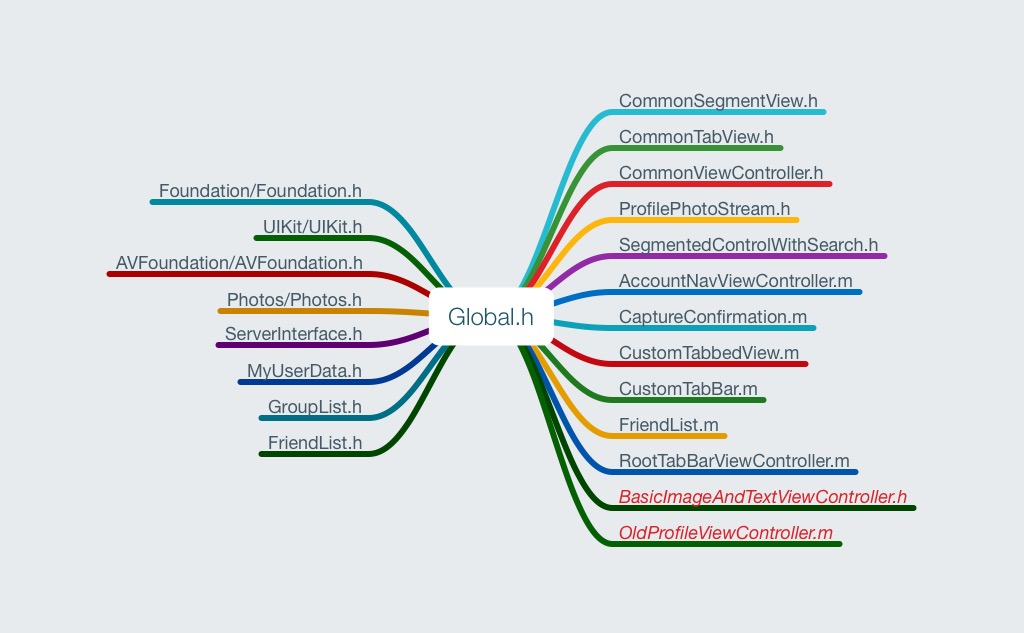 Foundation/Foundation.h
UIKit/UIKit.h
AVFoundation/AVFoundation.h
Photos/Photos.h
ServerInterface.h
MyUserData.h
GroupList.h
FriendList.h
Global.h
CommonSegmentView.h
CommonTabView.h
CommonViewController.h
ProfilePhotoStream.h
SegmentedControlWithSearch.h
AccountNavViewController.m
CaptureConfirmation.m
CustomTabbedView.m
CustomTabBar.m
FriendList.m
RootTabBarViewController.m
BasicImageAndTextViewController.h
OldProfileViewController.m